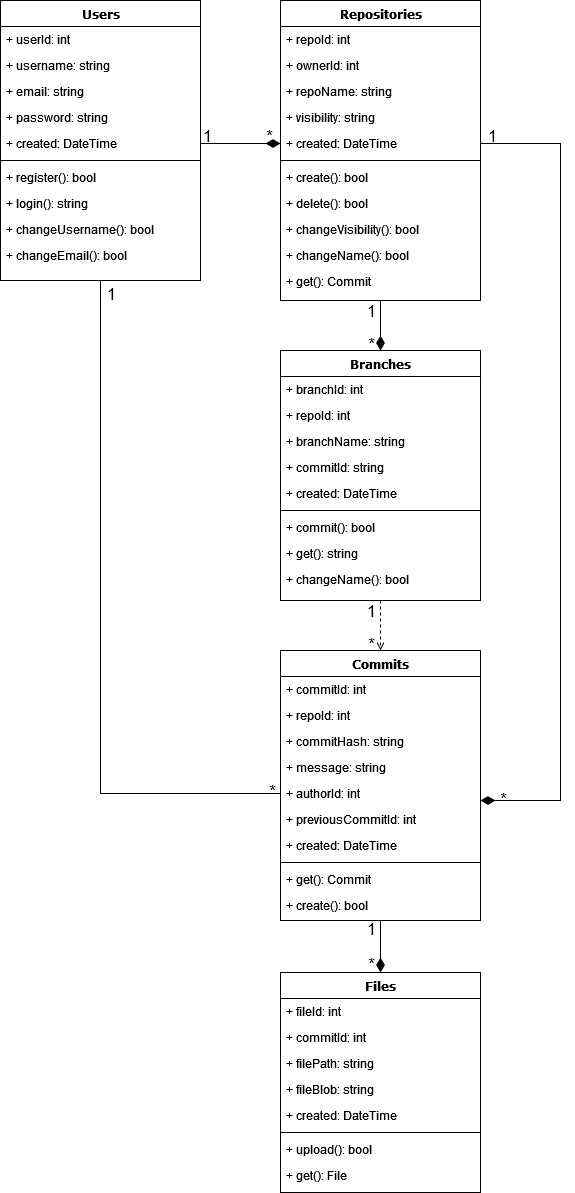 Users
+ userId: int
+ username: string
+ email: string
+ password: string
+ created: DateTime
+ register(): bool
+ login(): string
+ changeUsername(): bool
+ changeEmail(): bool
1
*
1
Repositories
+ repoId: int
+ ownerId: int
+ repoName: string
+ visibility: string
+ created: DateTime
+ create(): bool
+ delete(): bool
+ changeVisibility(): bool
+ changeName(): bool
+ get(): Commit
1
1
*
Branches
+ branchId: int
+ repoId: int
+ branchName: string
+ commitId: string
+ created: DateTime
+ commit(): bool
+ get(): string
+ changeName(): bool
1
*
Commits
+ commitId: int
+ repoId: int
+ commitHash: string
+ message: string
+ authorId: int
+ previousCommitId: int
+ created: DateTime
+ get(): Commit
+ create(): bool
*
*
1
*
Files
+ fileId: int
+ commitId: int
+ filePath: string
+ fileBlob: string
+ created: DateTime
+ upload(): bool
+ get(): File